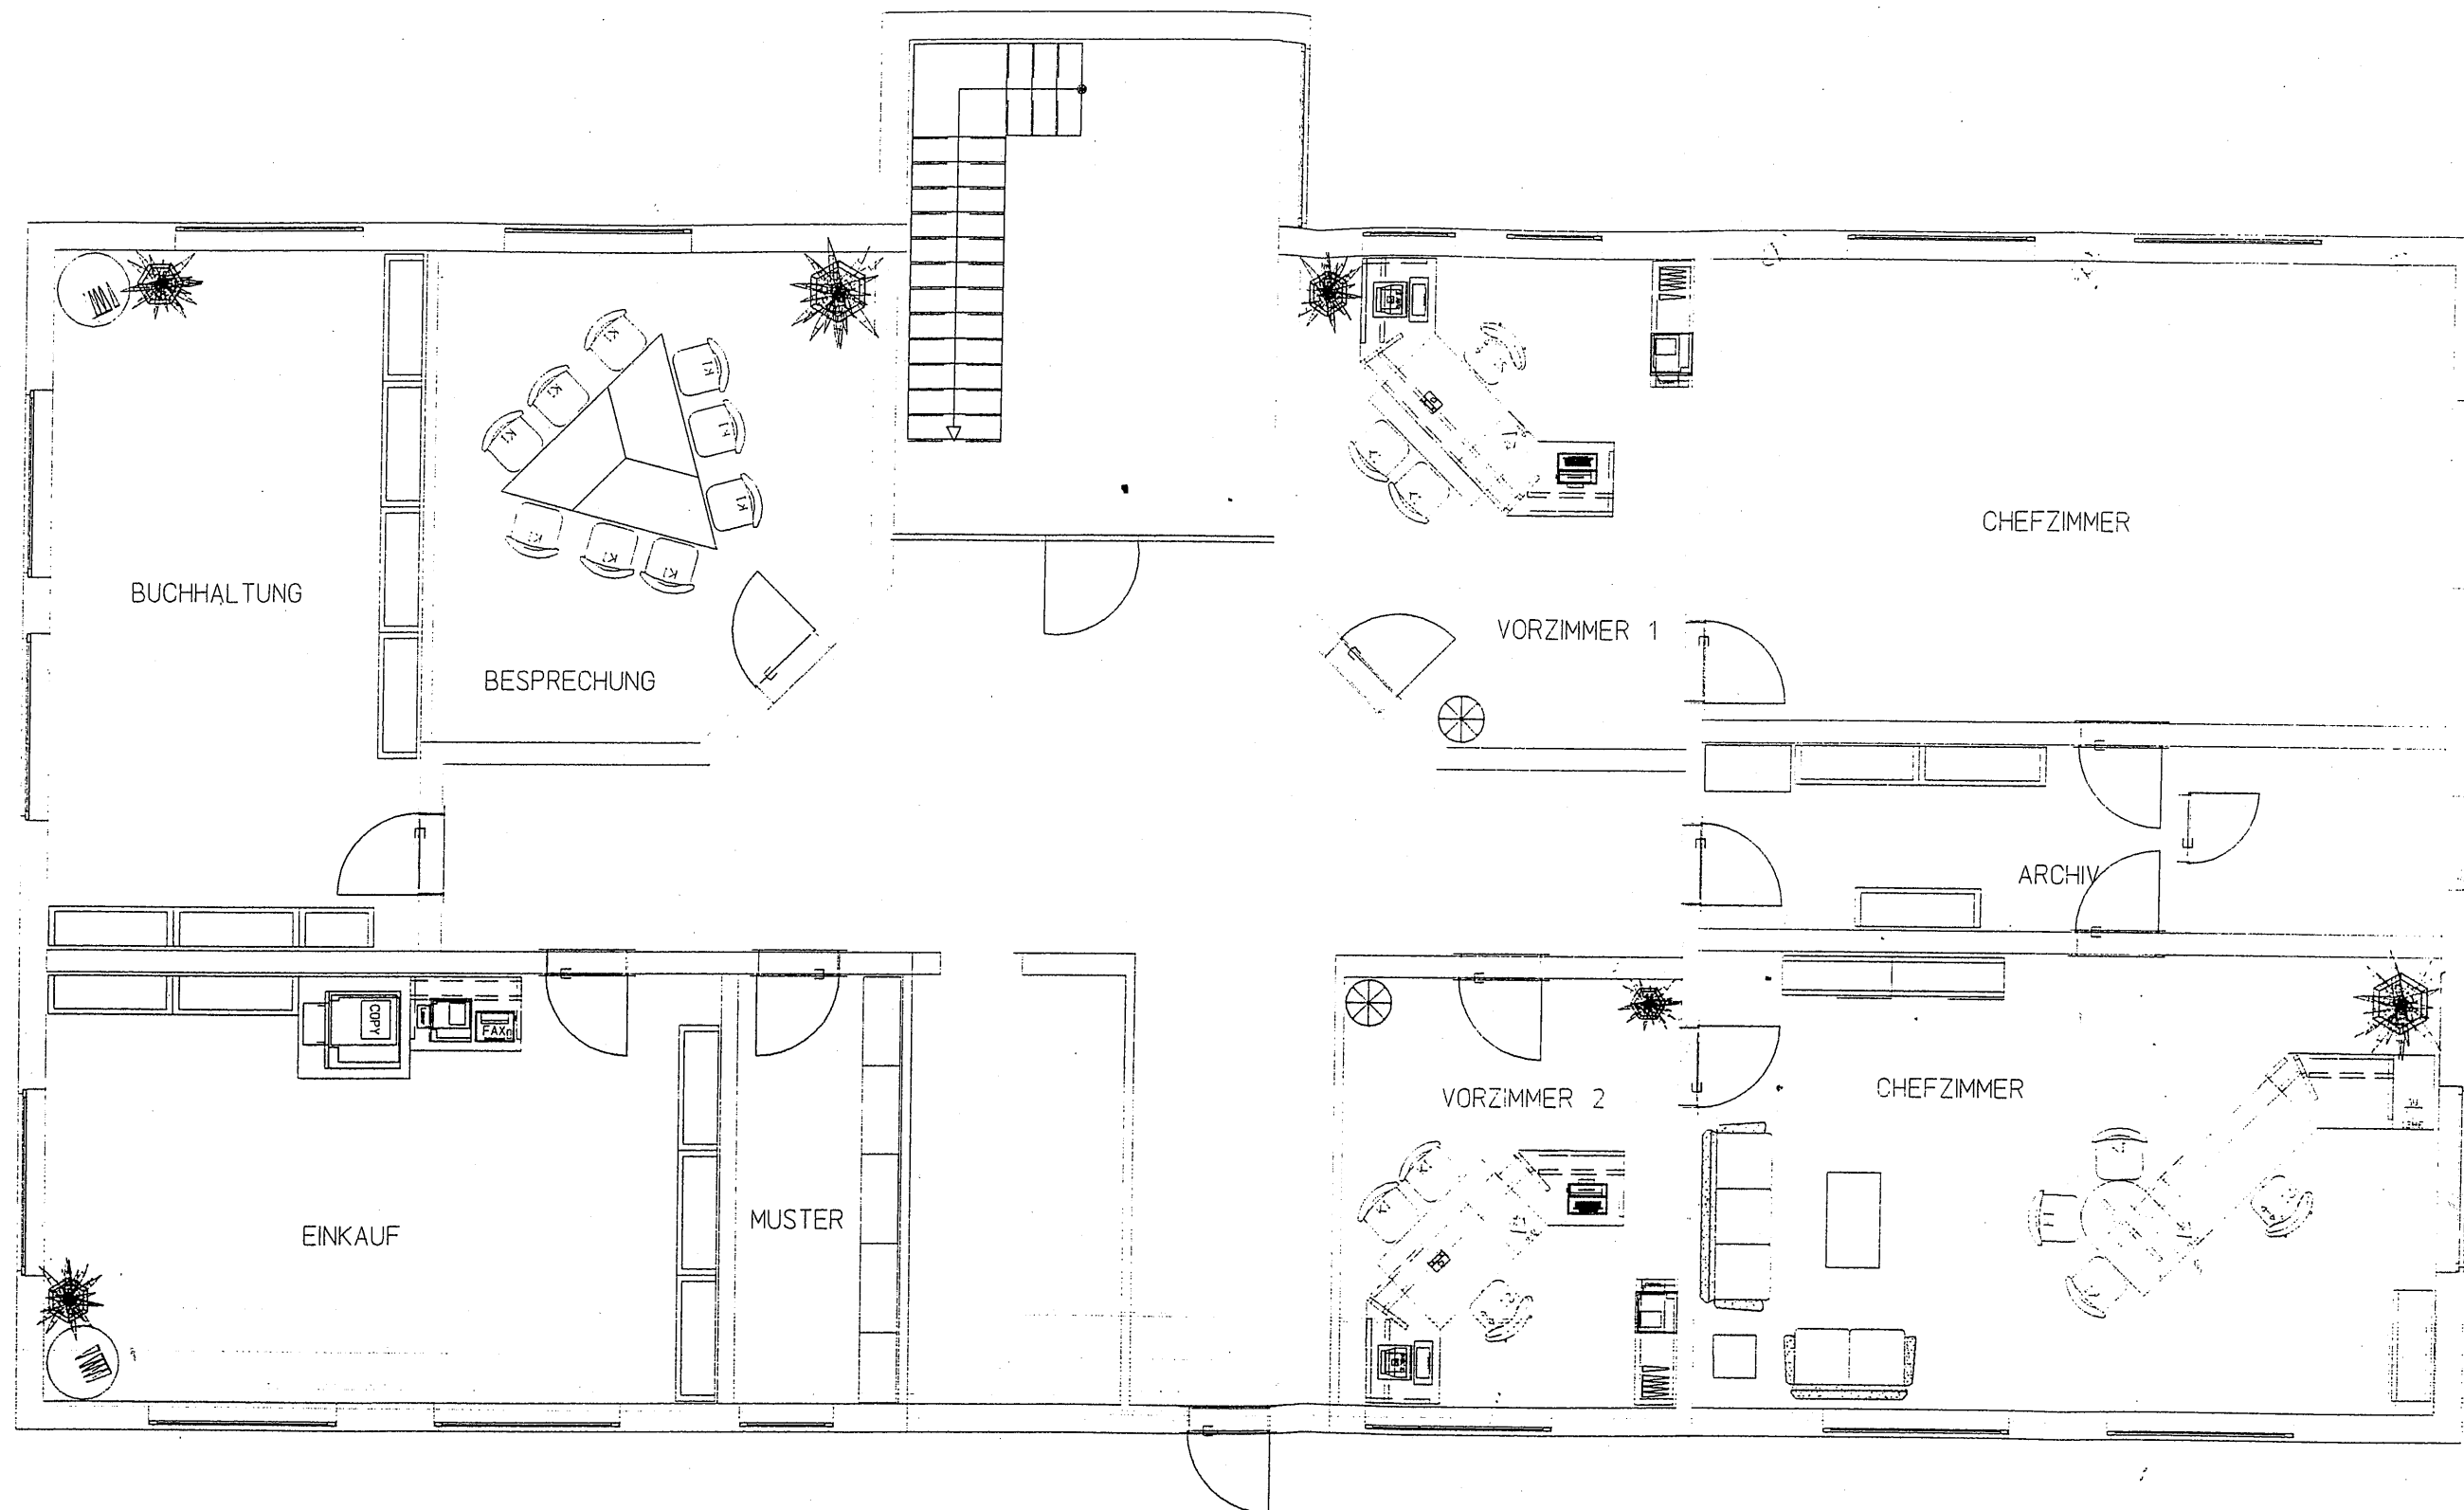 CHEFZIMMER
BUCHHALTUNG
VORZIMMER 1
BESPRECHUNG
ARCHIV
COPY
FAX
CHEFZIMMER
VORZIMMER 2
MUSTER
EINKAUF